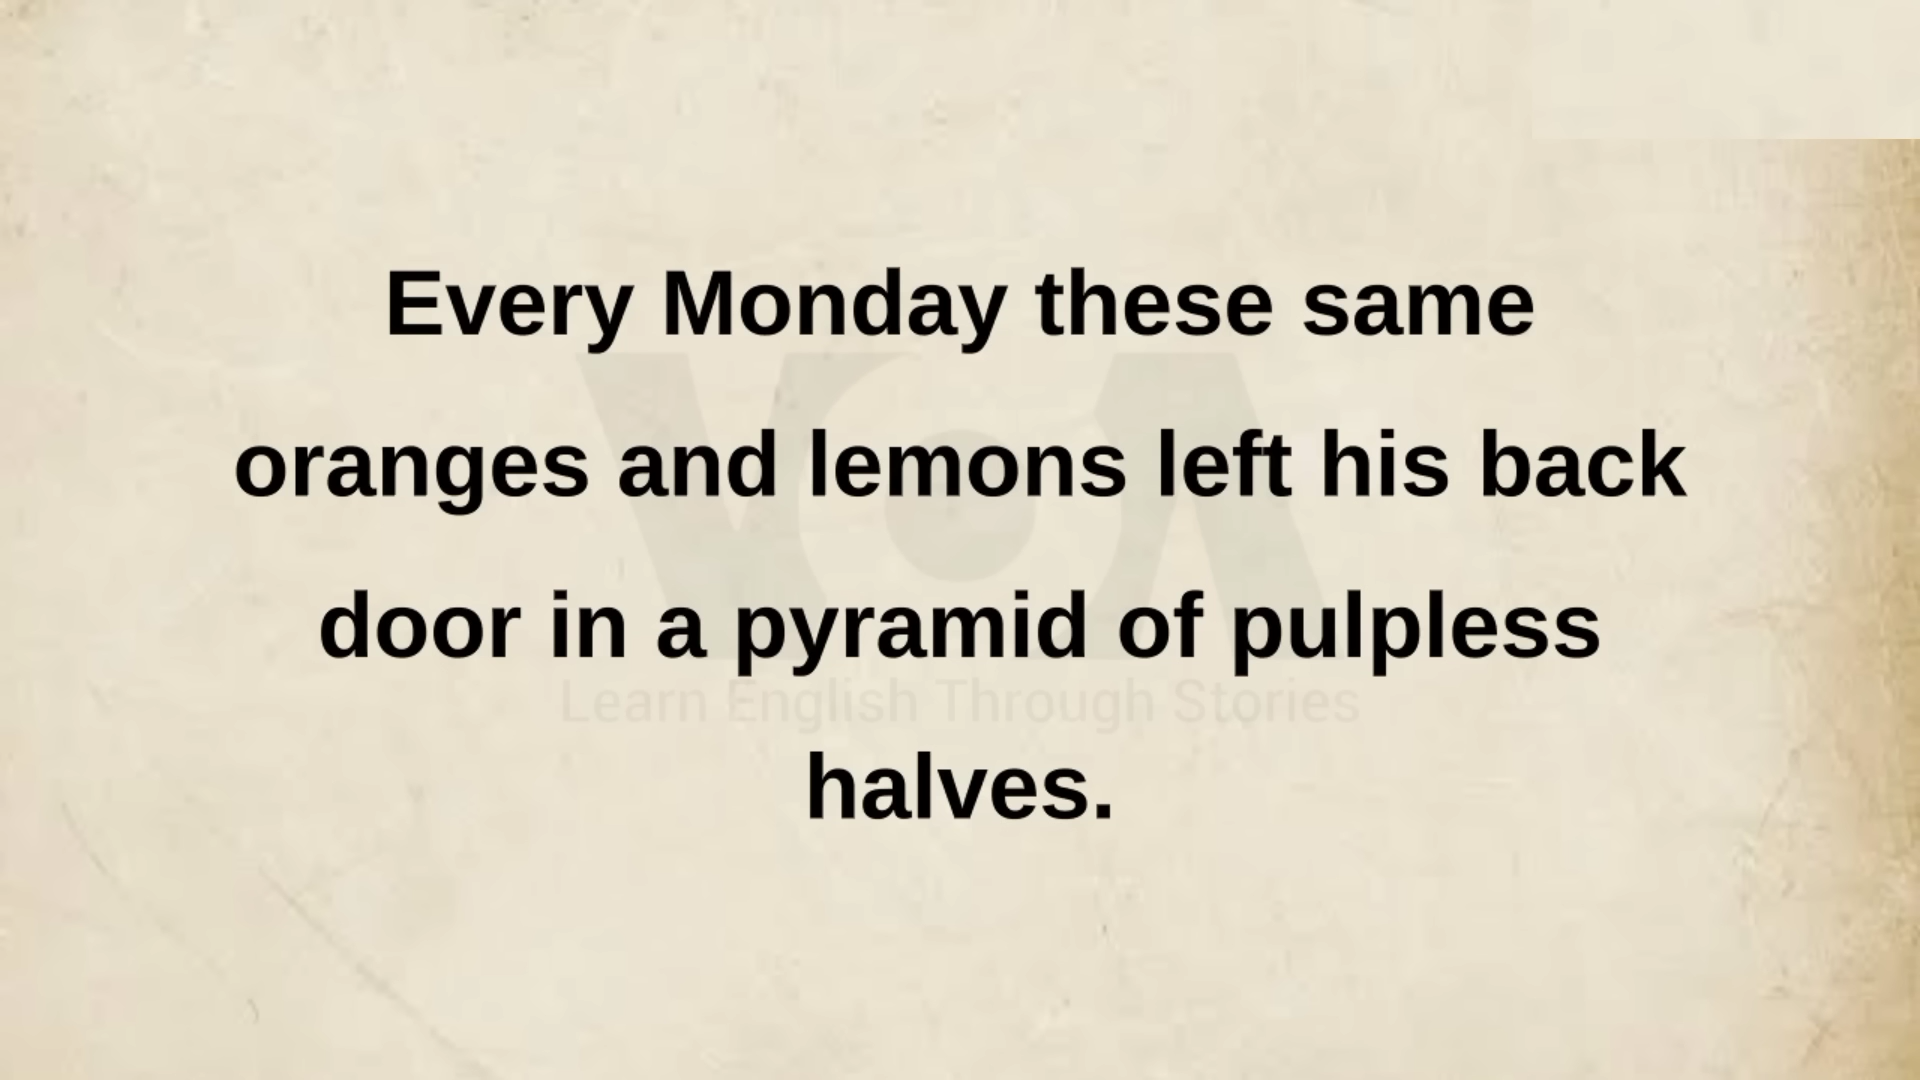 Every Monday these same
oranges and lemons left his back
door in a pyramid of pulpless
halves.
VOA
Learn English Through Stories